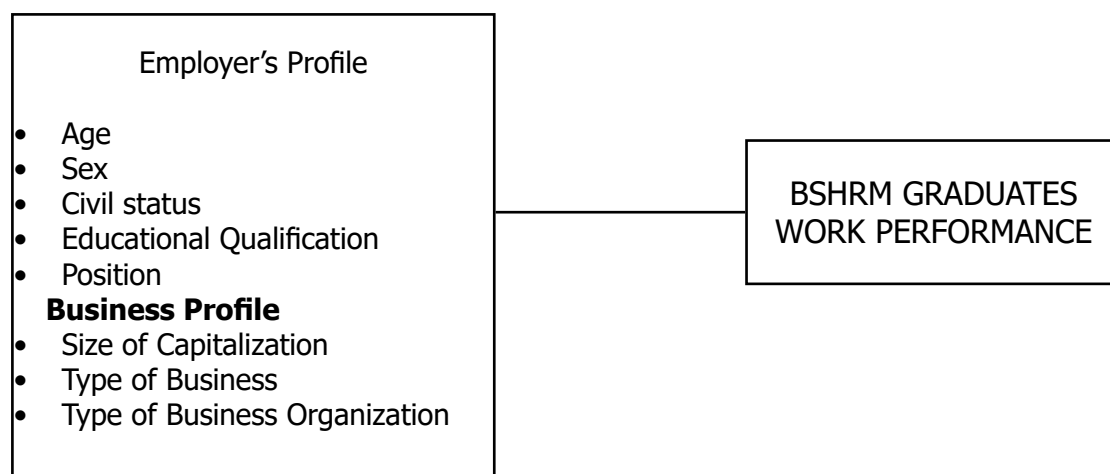 Employer’s Profile
• Age
• Sex
• Civil status
• Educational Qualification
• Position
Business Profile
• Size of Capitalization
• Type of Business
• Type of Business Organization
BSHRM GRADUATES
WORK PERFORMANCE